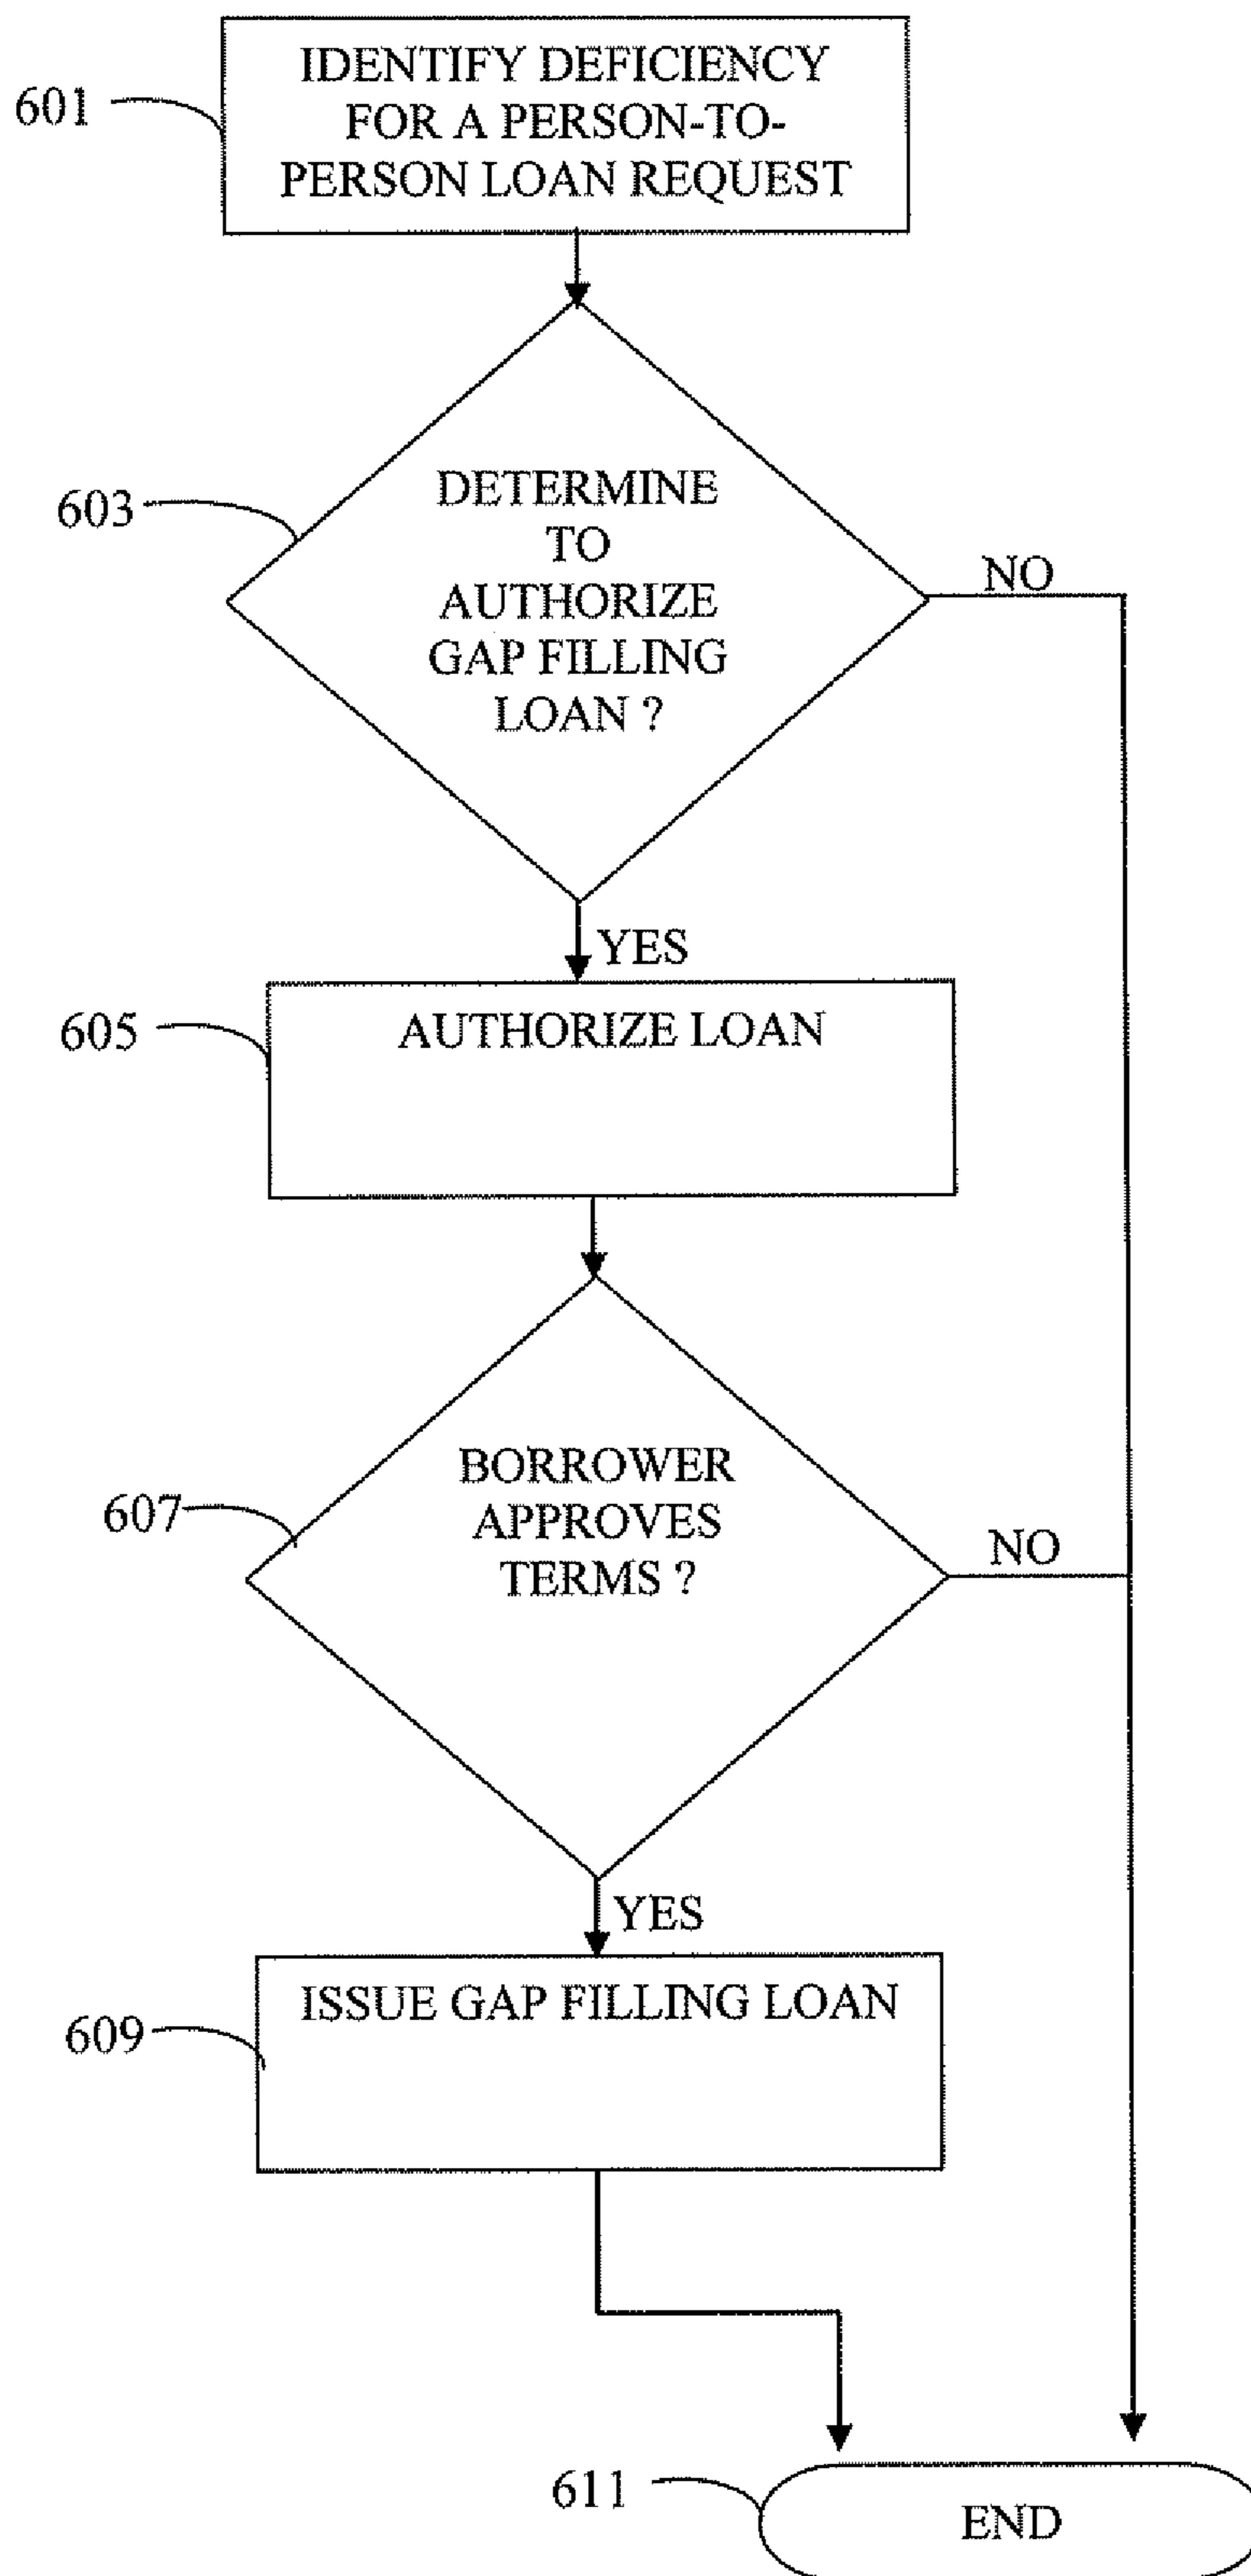 IDENTIFY DEFICIENCY
FOR A PERSON-TO-
PERSON LOAN REQUEST
601
DETERMINE
TO
AUTHORIZE
GAP FILLING
LOAN ?
603
NO
YES
AUTHORIZE LOAN
605
BORROWER
APPROVES
TERMS ?
607
NO
YES
ISSUE GAP FILLING LOAN
609
611
END